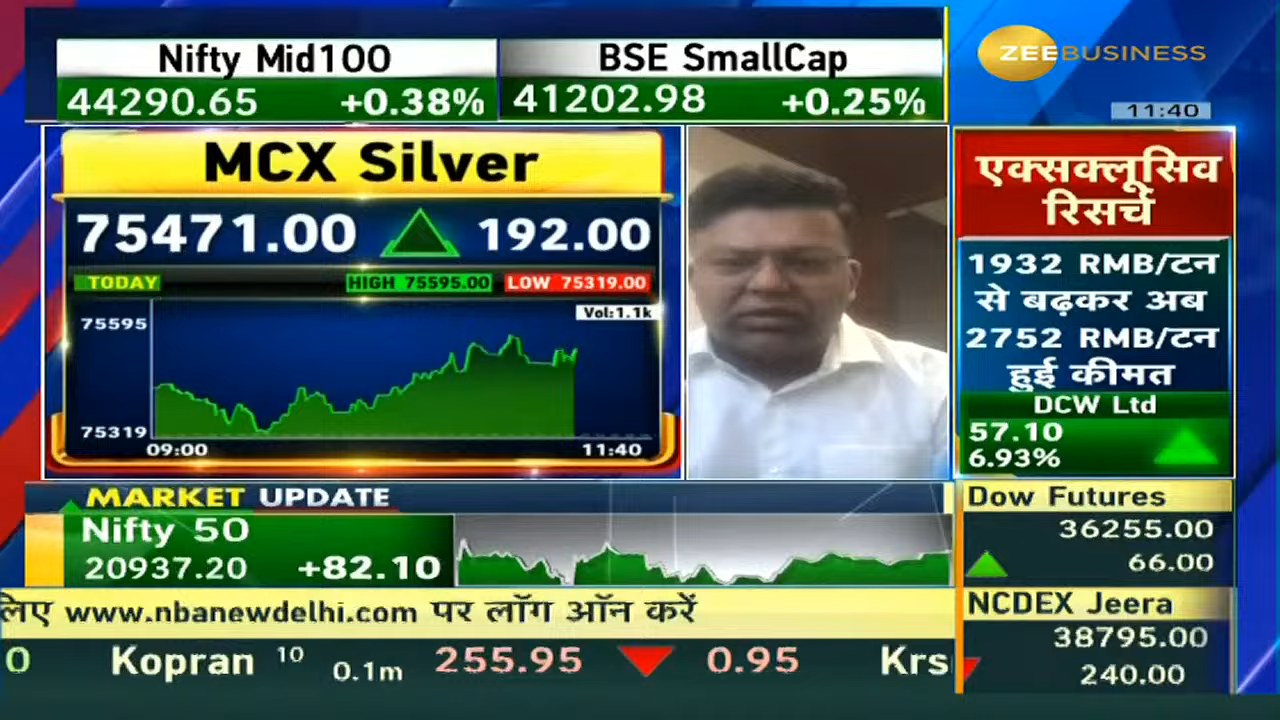 Nifty Mid100
44290.65 +0.38%
BSE SmallCap
41202.98 +0.25%
ZEEBUSINESS
11:40
MCX Silver
75471.00 192.00
TODAY HIGH 75595.00 LOW 75319.00
Vol:1.1k
75595
75319
09:00 11:40
एक्सक्लूसिव
रिसर्च
1932 RMB/टन
से बढ़कर अब
2752 RMB/टन
हुई कीमत
DCW Ltd
57.10
6.93%
MARKET UPDATE
Nifty 50
20937.20 +82.10
Dow Futures
36255.00
66.00
NCDEX Jeera
38795.00
240.00
लिए www.nbanewdelhi.com पर लॉग ऑन करें
0 Kopran 10 0.1m 255.95 0.95 Krs